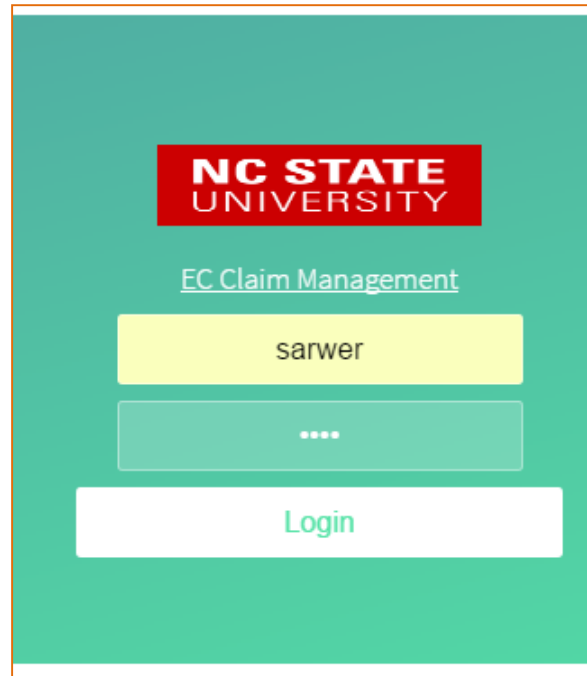 NC STATE
UNIVERSITY
EC Claim Management
sarwer
••••
Login